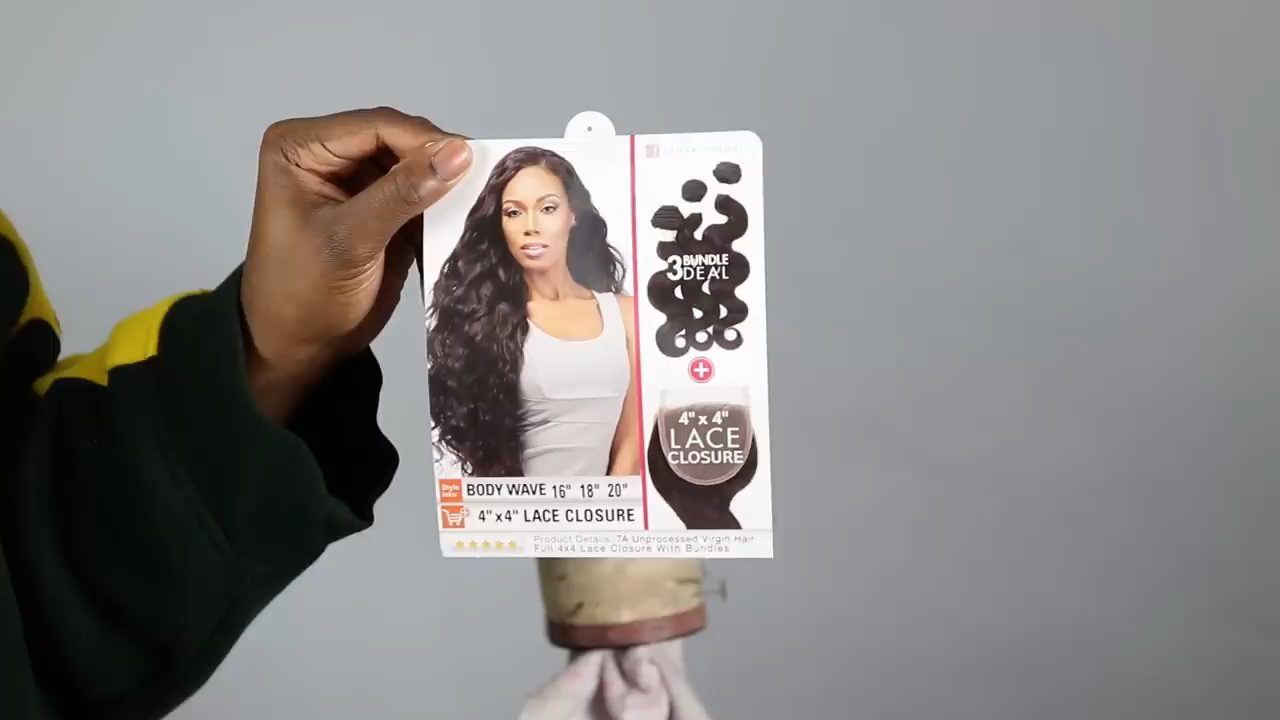 3 BUNDLE
DEAL
4" x 4"
LACE
CLOSURE
Style
BODY WAVE 16" 18" 20"
4"x4" LACE CLOSURE
Product Details: 7A Unprocessed Virgin Hair
Full 4x4 Lace Closure With Bundles